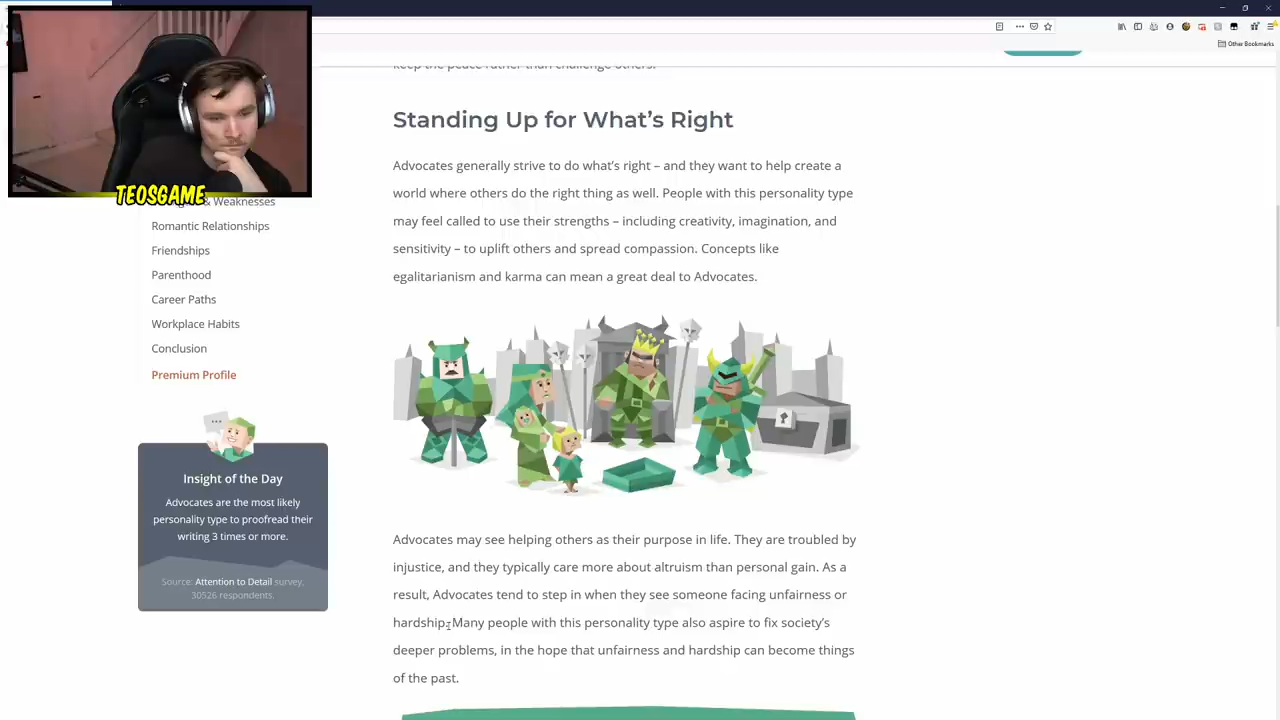 Other Bookmarks
keep the peace rather than challenge others.
TEOSGAME
& Weaknesses
Romantic Relationships
Friendships
Parenthood
Career Paths
Workplace Habits
Conclusion
Premium Profile
Insight of the Day
Advocates are the most likely
personality type to proofread their
writing 3 times or more.
Source: Attention to Detail survey,
30526 respondents.
Standing Up for What's Right
Advocates generally strive to do what's right – and they want to help create a
world where others do the right thing as well. People with this personality type
may feel called to use their strengths – including creativity, imagination, and
sensitivity – to uplift others and spread compassion. Concepts like
egalitarianism and karma can mean a great deal to Advocates.
Advocates may see helping others as their purpose in life. They are troubled by
injustice, and they typically care more about altruism than personal gain. As a
result, Advocates tend to step in when they see someone facing unfairness or
hardship. Many people with this personality type also aspire to fix society's
deeper problems, in the hope that unfairness and hardship can become things
of the past.